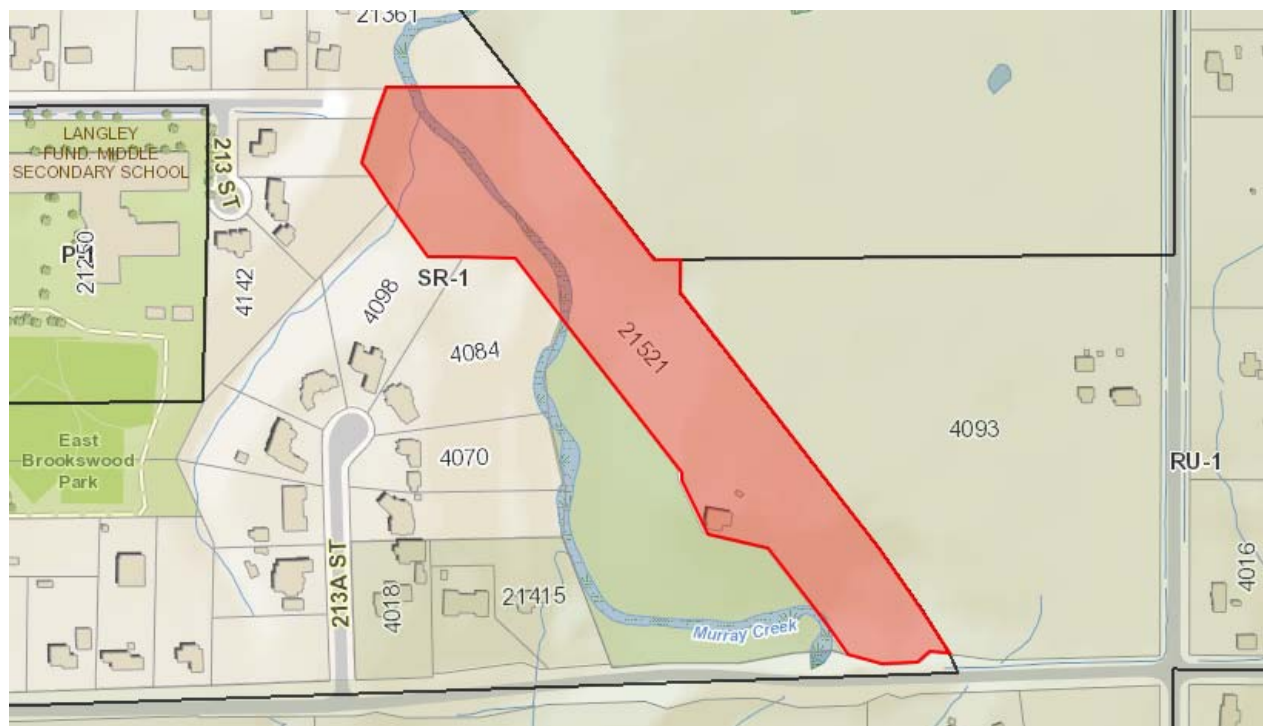 21361
LANGLEY
FUND. MIDDLE
SECONDARY SCHOOL
213 ST
P-1
21250
4142
SR-1
4098
4084
21521
4093
RU-1
East
Brookswood
Park
4070
213A ST
4018
21415
4016
Murray Creek